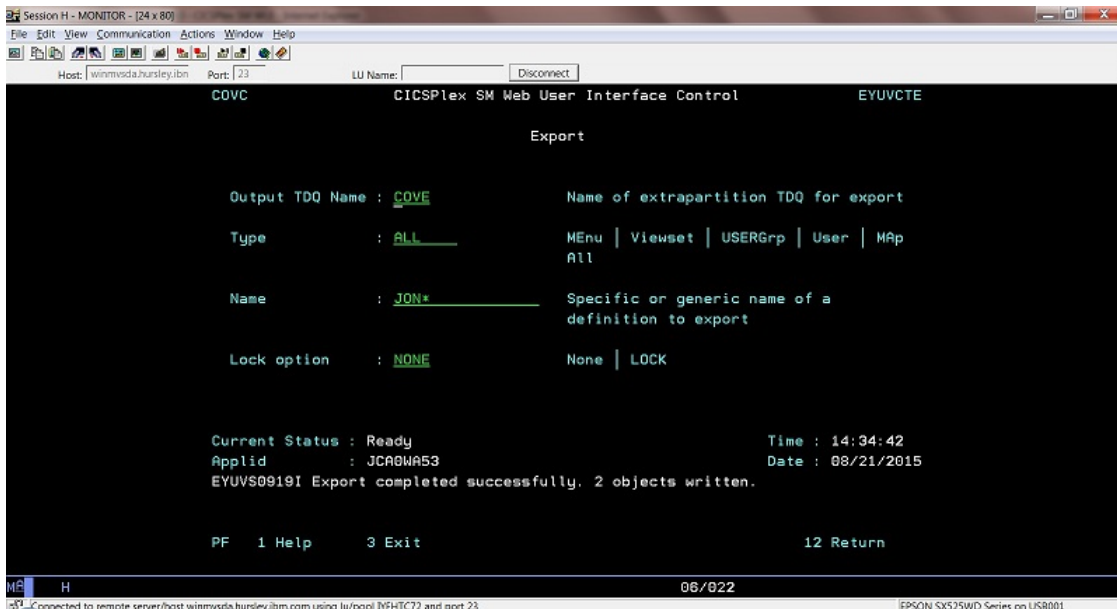 Session H - MONITOR - [24 x 80]
File Edit View Communication Actions Window Help
Host: winmvsda.hursley.ibn Port: 23 LU Name: Disconnect
COVC CICSPlex SM Web User Interface Control EYUVCTE
Export
Output TDQ Name : COVE Name of extrapartition TDQ for export
Type : ALL MEnu | Viewset | USERGrp | User | MAp
All
Name : JON* Specific or generic name of a
definition to export
Lock option : NONE None | LOCK
Current Status : Ready Time : 14:34:42
Applid : JCA0WA53 Date : 08/21/2015
EYUVS0919I Export completed successfully. 2 objects written.
PF 1 Help 3 Exit 12 Return
MA H 06/022
Connected to remote server/host winmvsda.hursley.ibm.com using lu/pool and port 23 EPSON SX525WD Series on USB001